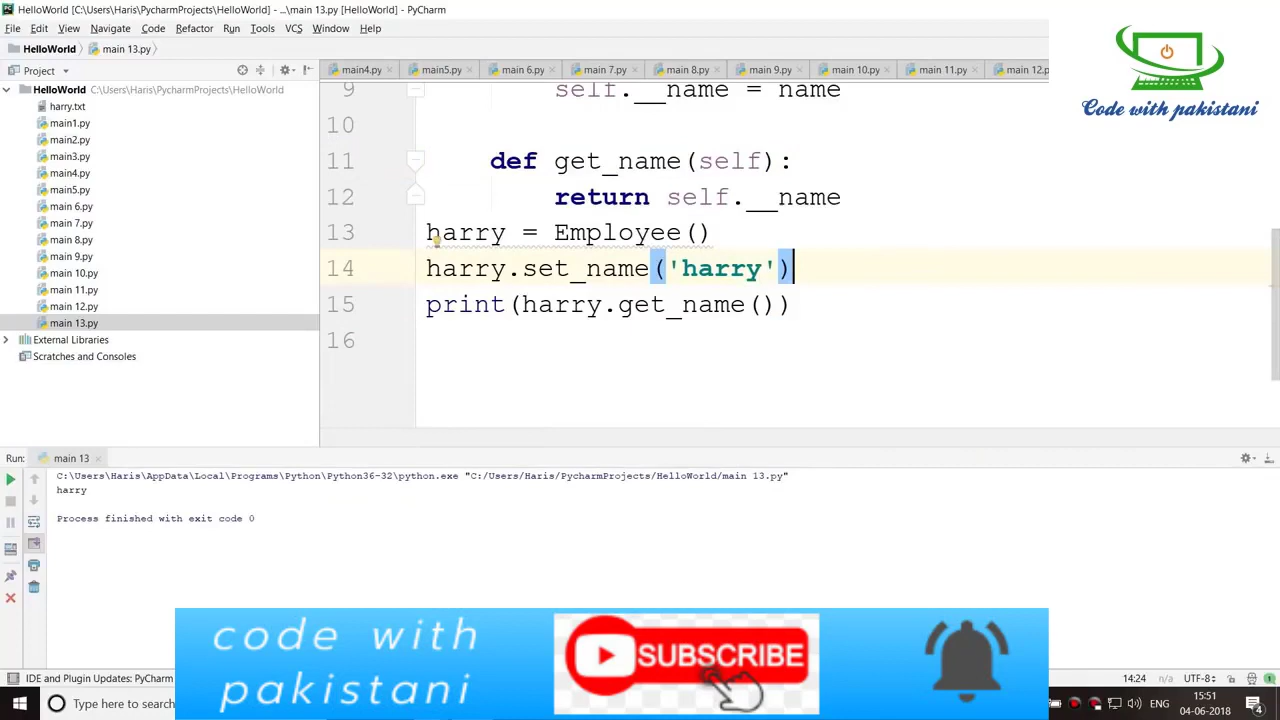 HelloWorld [C:\Users\Haris\PycharmProjects\HelloWorld] - ...\main 13.py [HelloWorld] - PyCharm
File Edit View Navigate Code Refactor Run Tools VCS Window Help
HelloWorld main 13.py
Project
main4.py main5.py main 6.py main 7.py main 8.py main 9.py main 10.py main 11.py main 12.p
HelloWorld C:\Users\Haris\PycharmProjects\HelloWorld
harry.txt
main1.py
main2.py
main3.py
main4.py
main5.py
main 6.py
main 7.py
main 8.py
main 9.py
main 10.py
main 11.py
main 12.py
main 13.py
External Libraries
Scratches and Consoles
9 self.__name = name
10
11 def get_name(self):
12 return self.__name
13 harry = Employee()
14 harry.set_name('harry')
15 print(harry.get_name())
16
Code with pakistani
Run: main 13
C:\Users\Haris\AppData\Local\Programs\Python\Python36-32\python.exe "C:/Users/Haris/PycharmProjects/HelloWorld/main 13.py"
harry
Process finished with exit code 0
code with
pakistani
SUBSCRIBE
IDE and Plugin Updates: PyCharm
14:24 n/a UTF-8
Type here to search
15:51
04-06-2018
4